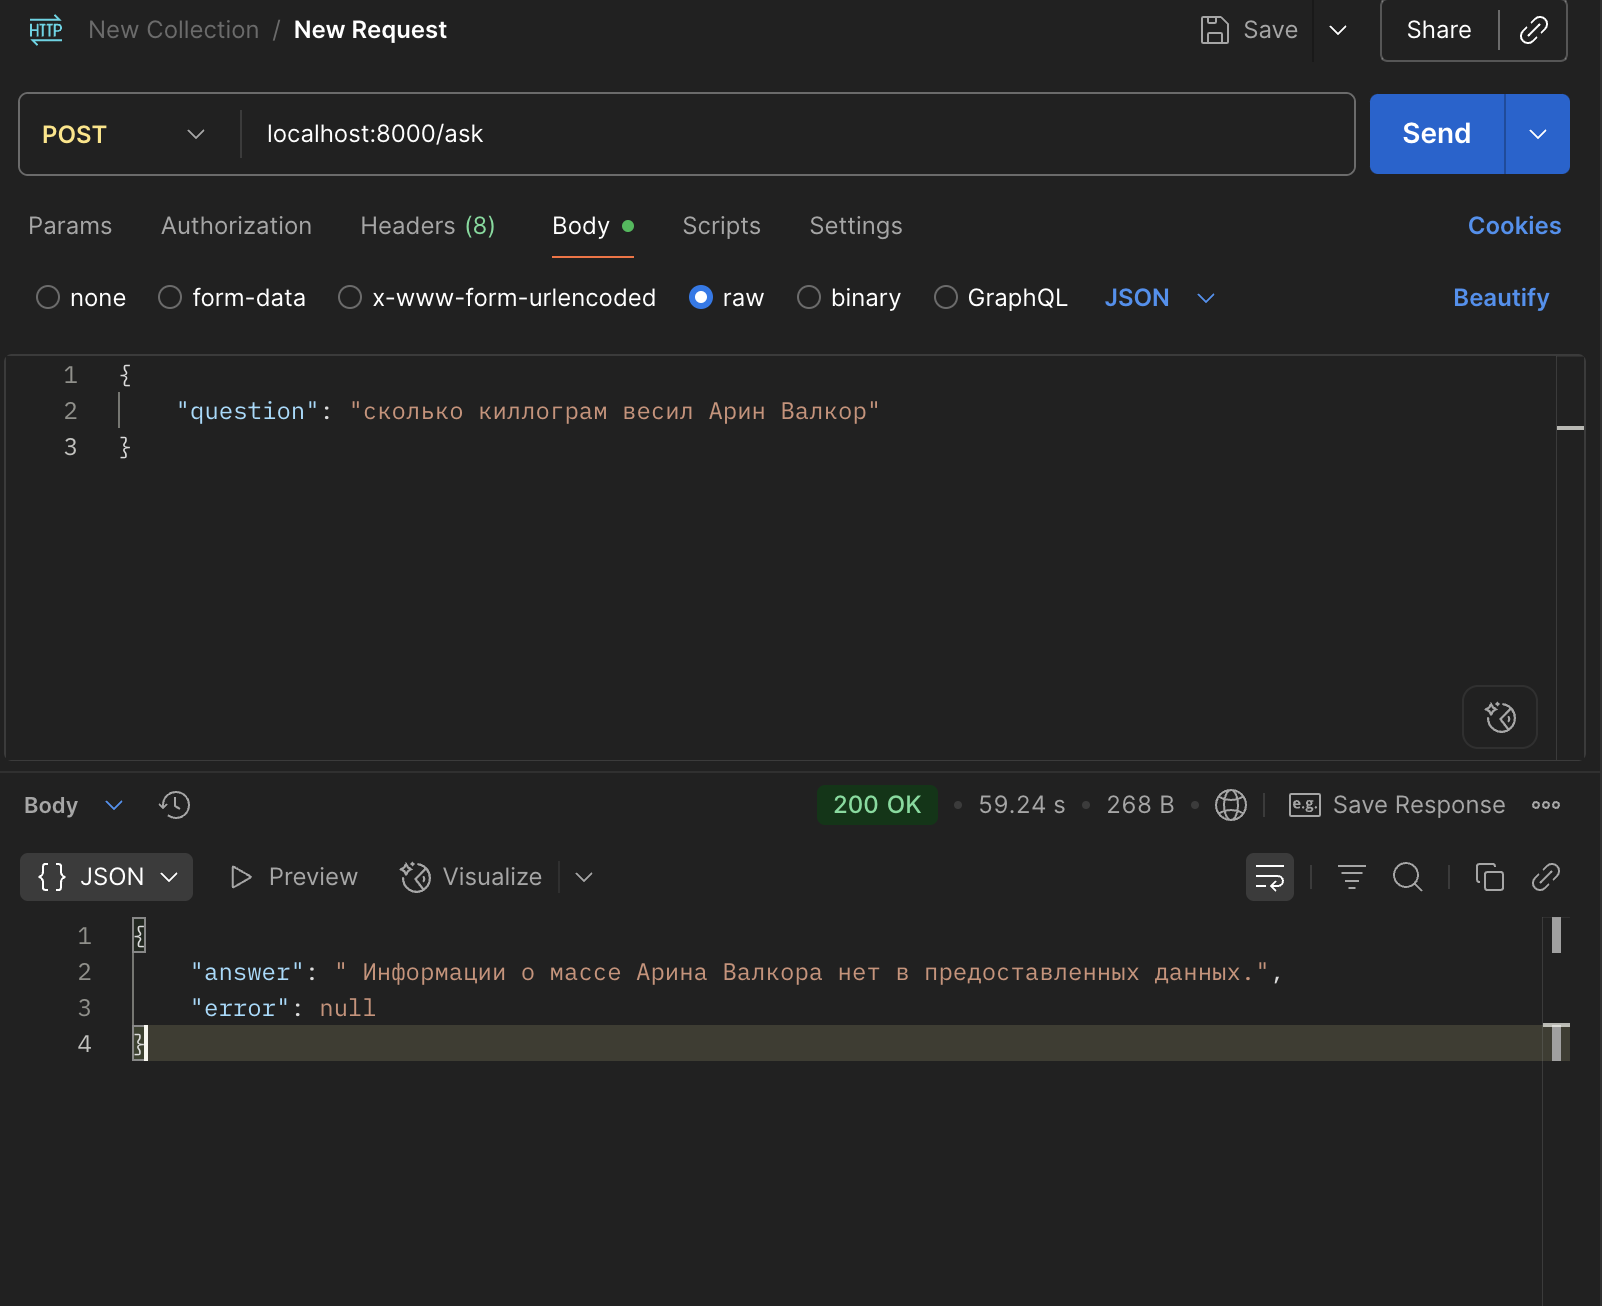 HTTP New Collection / New Request Save Share
POST localhost:8000/ask Send
Params Authorization Headers (8) Body Scripts Settings Cookies
none form-data x-www-form-urlencoded raw binary GraphQL JSON Beautify
1 {
2 "question": "сколько киллограм весил Арин Валкор"
3 }
Body 200 OK • 59.24 s • 268 B • e.g. Save Response
{} JSON Preview Visualize
1 {
2 "answer": " Информации о массе Арина Валкора нет в предоставленных данных.",
3 "error": null
4 }